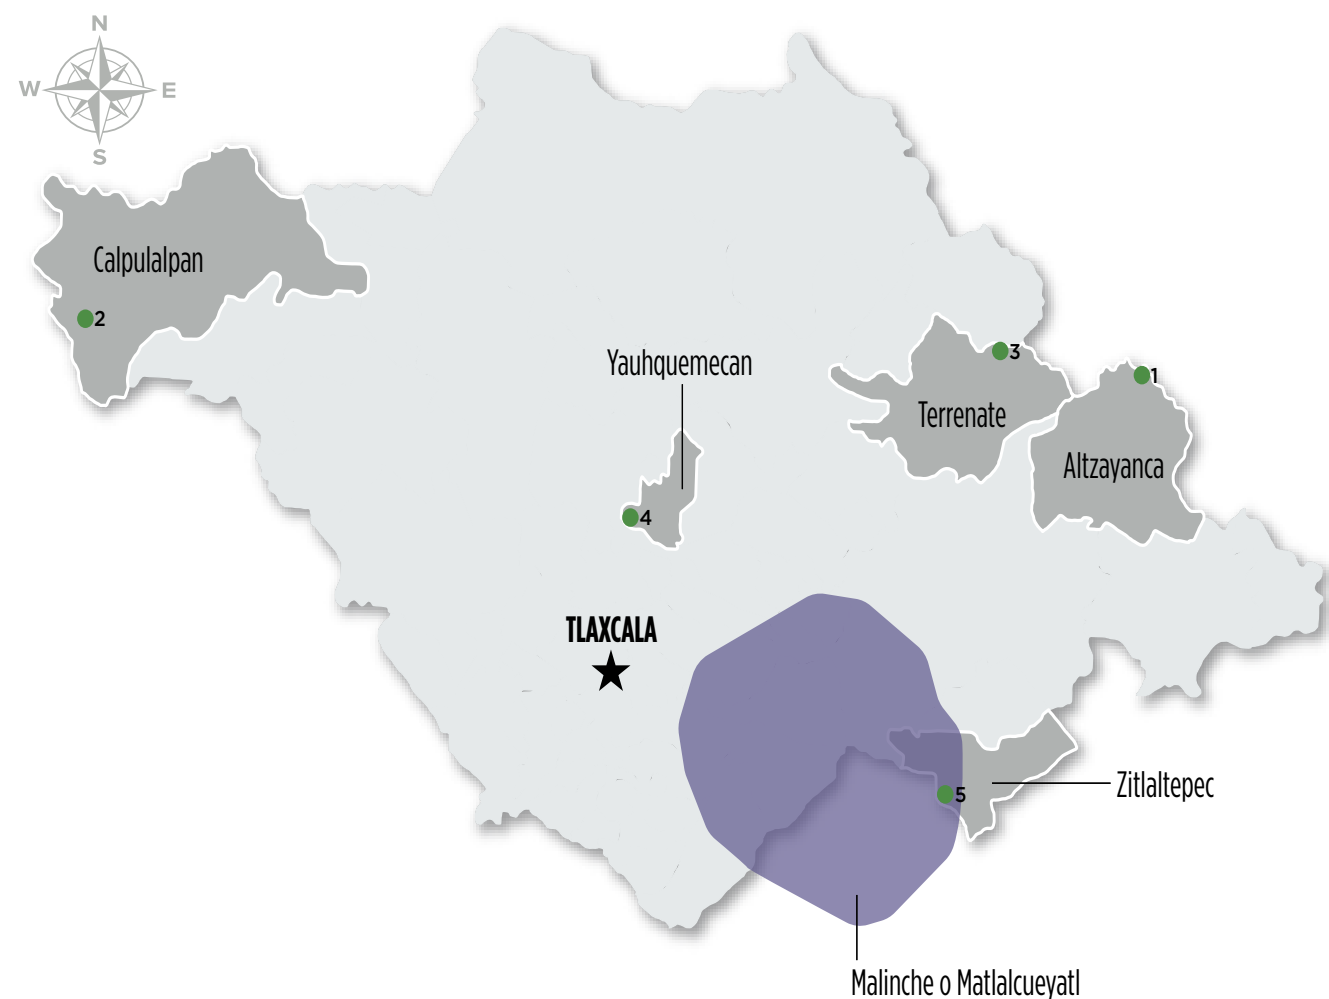 N
W E
S
Calpulalpan
2
Yauhquemecan
3
1
Terrenate
Altzayanca
4
TLAXCALA
5
Zitlaltepec
Malinche o Matlalcueyatl